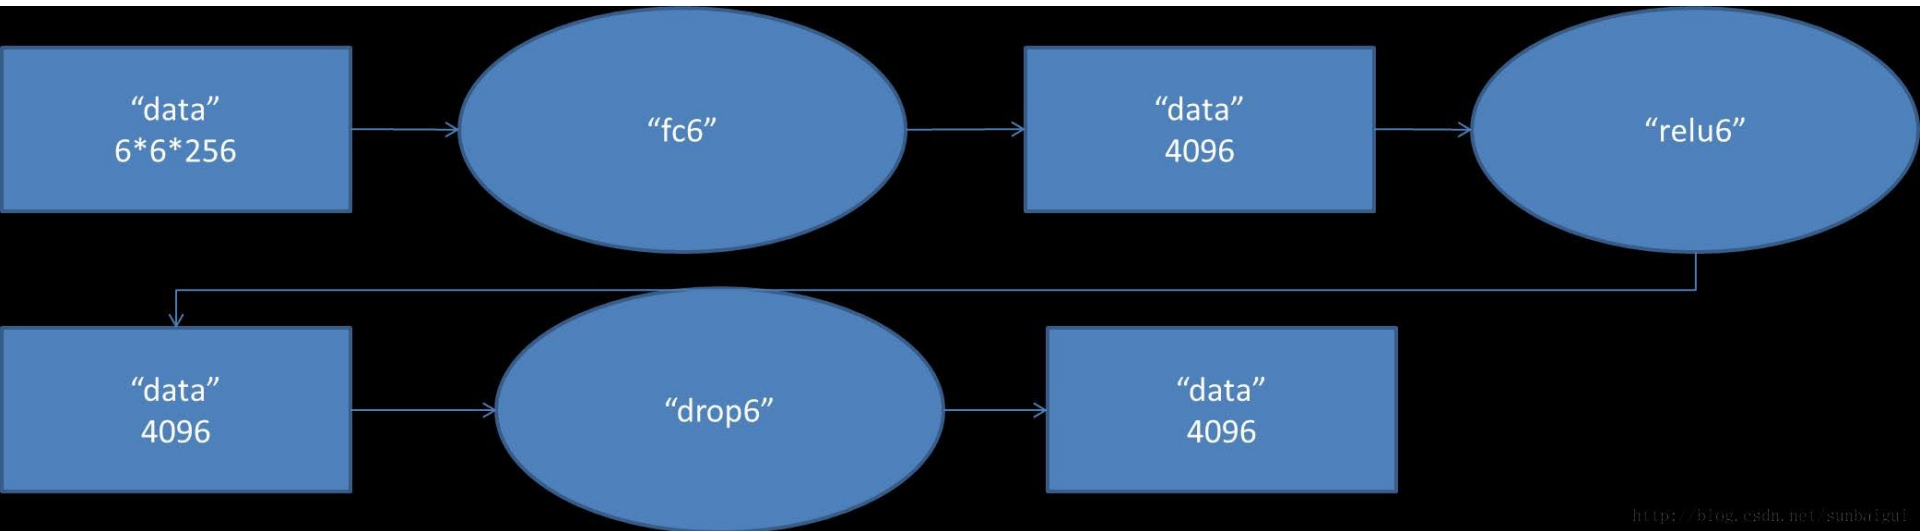 “data”
6*6*256
“fc6”
“data”
4096
“relu6”
“data”
4096
“drop6”
“data”
4096
http://blog.csdn.net/sunbaigui